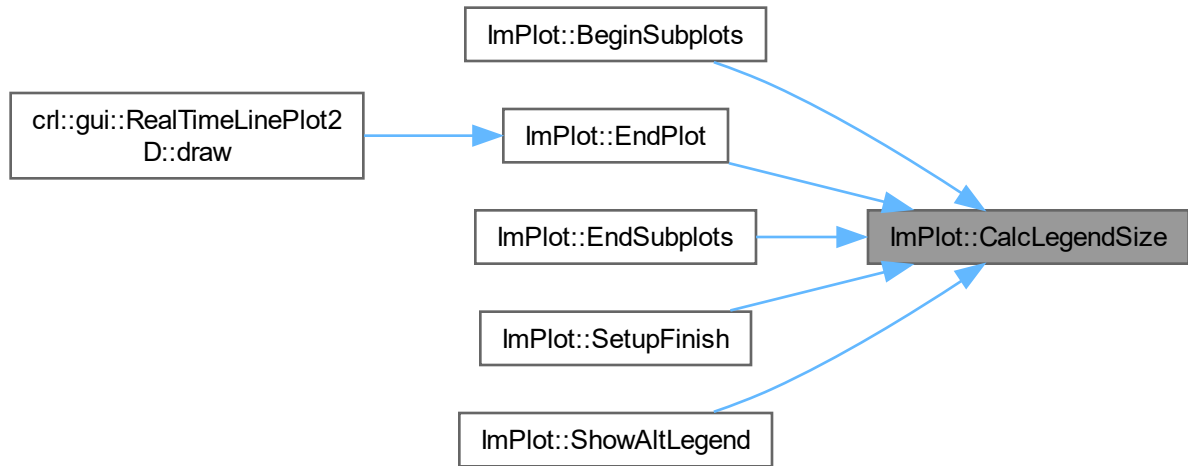 ImPlot::BeginSubplots
crl::gui::RealTimeLinePlot2
D::draw
ImPlot::EndPlot
ImPlot::EndSubplots
ImPlot::CalcLegendSize
ImPlot::SetupFinish
ImPlot::ShowAltLegend